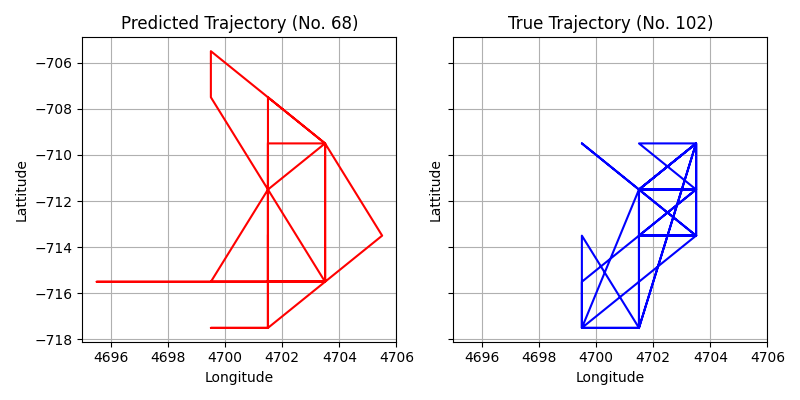 Predicted Trajectory (No. 68)
True Trajectory (No. 102)
−706
−708
−710
−712
−714
−716
−718
Lattitude
Lattitude
4696 4698 4700 4702 4704 4706
4696 4698 4700 4702 4704 4706
Longitude
Longitude